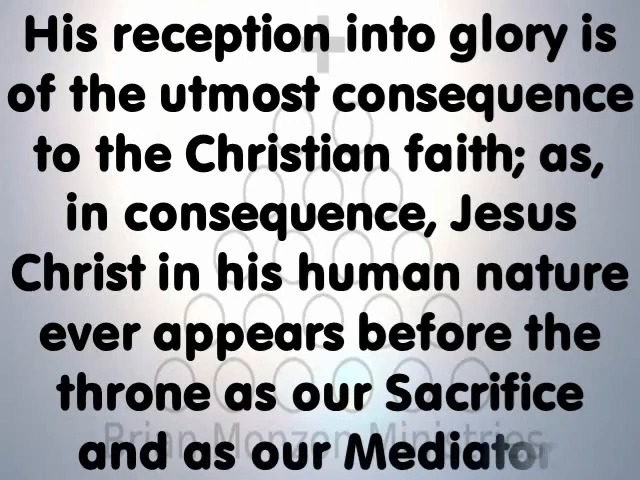 His reception into glory is
of the utmost consequence
to the Christian faith; as,
in consequence, Jesus
Christ in his human nature
ever appears before the
throne as our Sacrifice
Brian Monzon Ministries
and as our Mediator